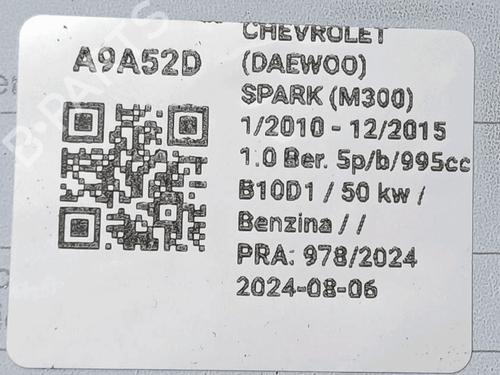 A9A52D
CHEVROLET
(DAEWOO)
SPARK (M300)
1/2010 - 12/2015
1.0 Ber. 5p/b/995cc
B10D1 / 50 kw /
Benzina / /
PRA: 978/2024
2024-08-06
B-PARTS